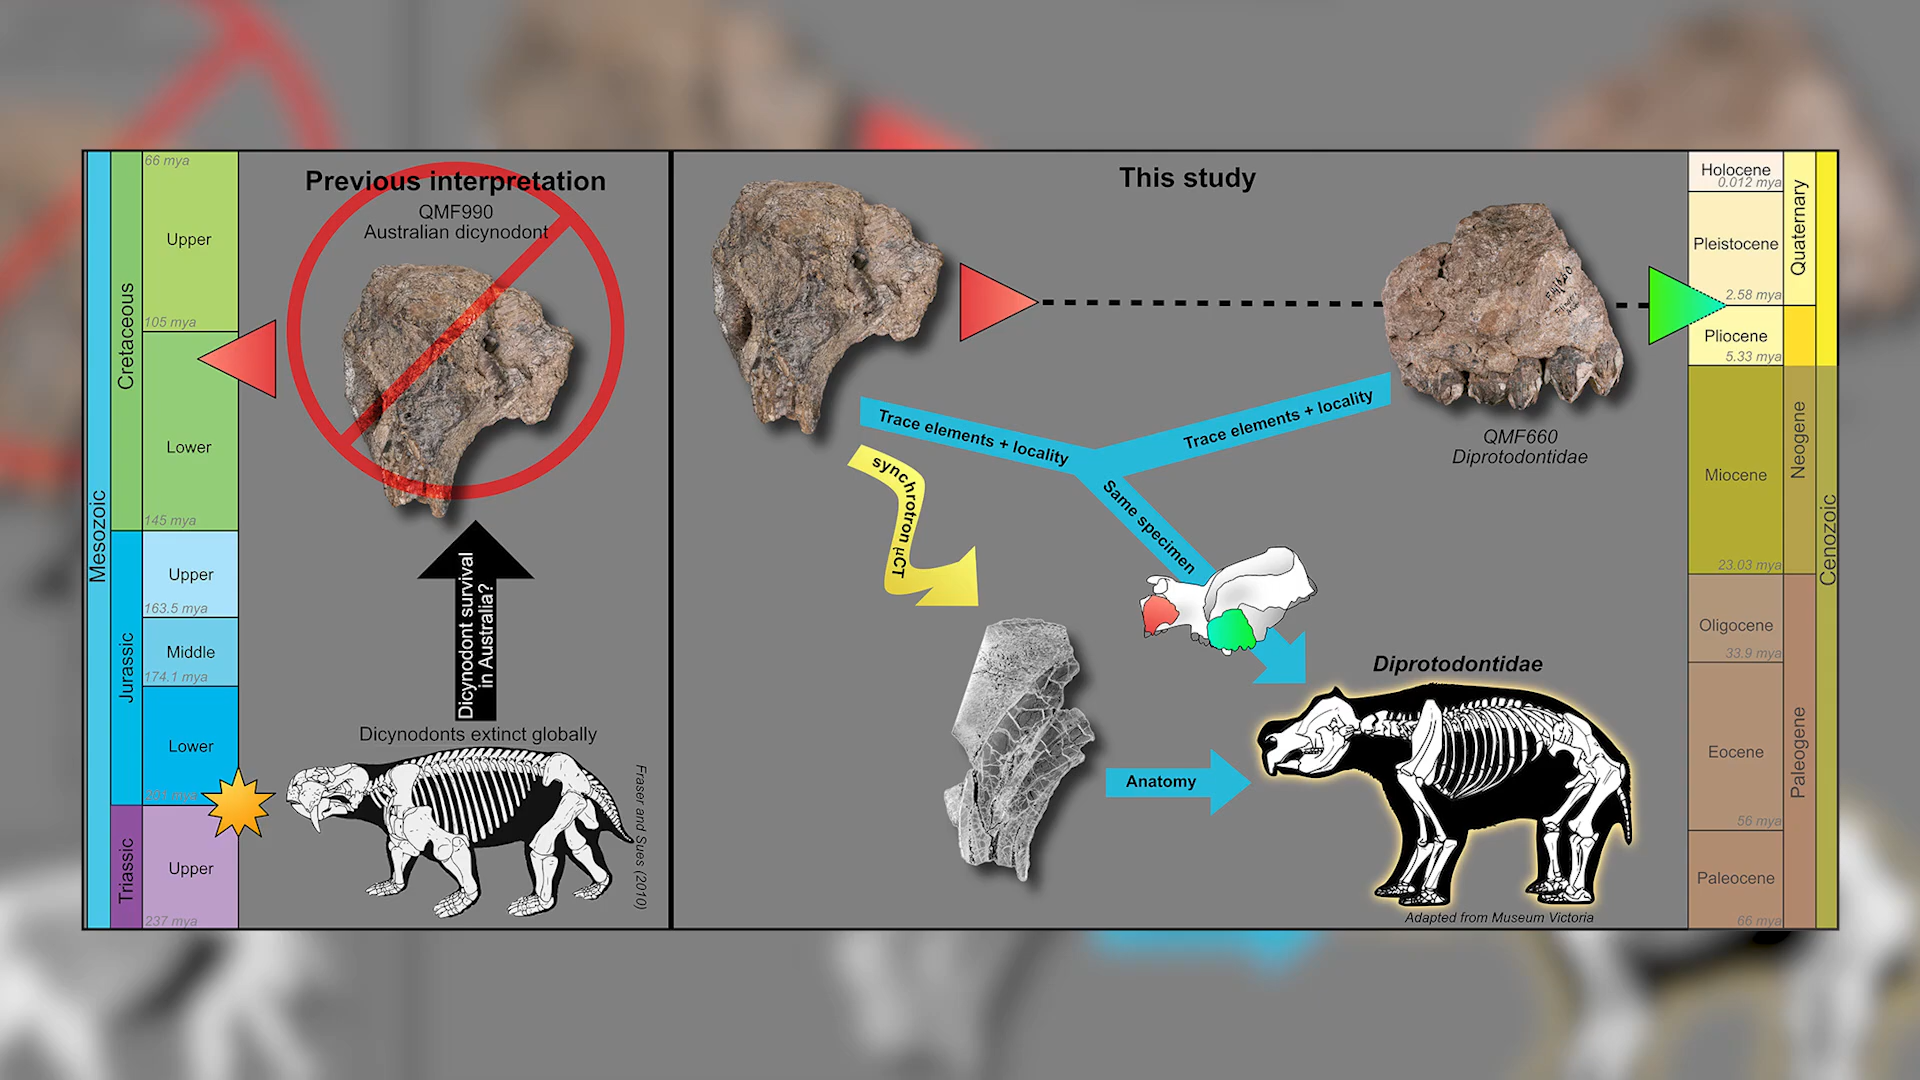 Mesozoic
Cretaceous
Jurassic
Triassic
66 mya
Upper
105 mya
Lower
145 mya
Upper
163.5 mya
Middle
174.1 mya
Lower
201 mya
Upper
237 mya
Previous interpretation
QMF990
Australian dicynodont
Dicynodont survival
in Australia?
Dicynodonts extinct globally
Fraser and Sues (2010)
This study
Trace elements + locality
Trace elements + locality
Same specimen
synchrotron µCT
QMF660
Diprotodontidae
Anatomy
Diprotodontidae
Adapted from Museum Victoria
Holocene
0.012 mya
Pleistocene
2.58 mya
Pliocene
5.33 mya
Miocene
23.03 mya
Oligocene
33.9 mya
Eocene
56 mya
Paleocene
66 mya
Quaternary
Neogene
Paleogene
Cenozoic